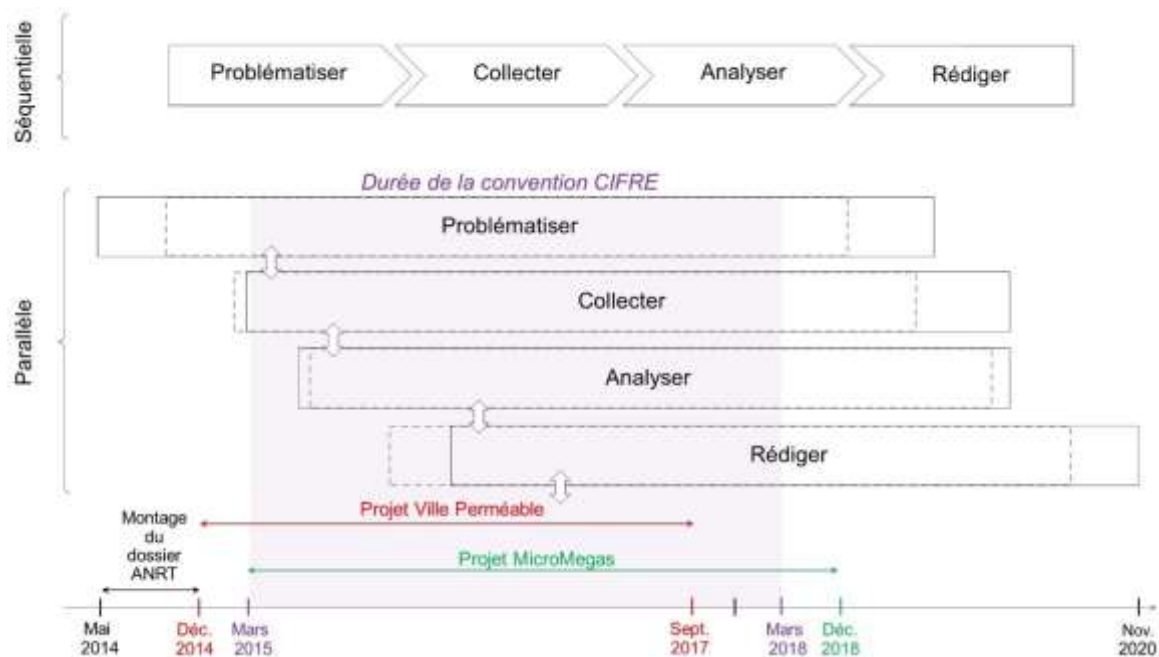 Séquentielle
Problématiser
Collecter
Analyser
Rédiger
Parallèle
Durée de la convention CIFRE
Problématiser
Collecter
Analyser
Rédiger
Montage
du
dossier
ANRT
Projet Ville Perméable
Projet MicroMegas
Mai
2014
Déc.
2014
Mars
2015
Sept.
2017
Mars
2018
Déc.
2018
Nov.
2020